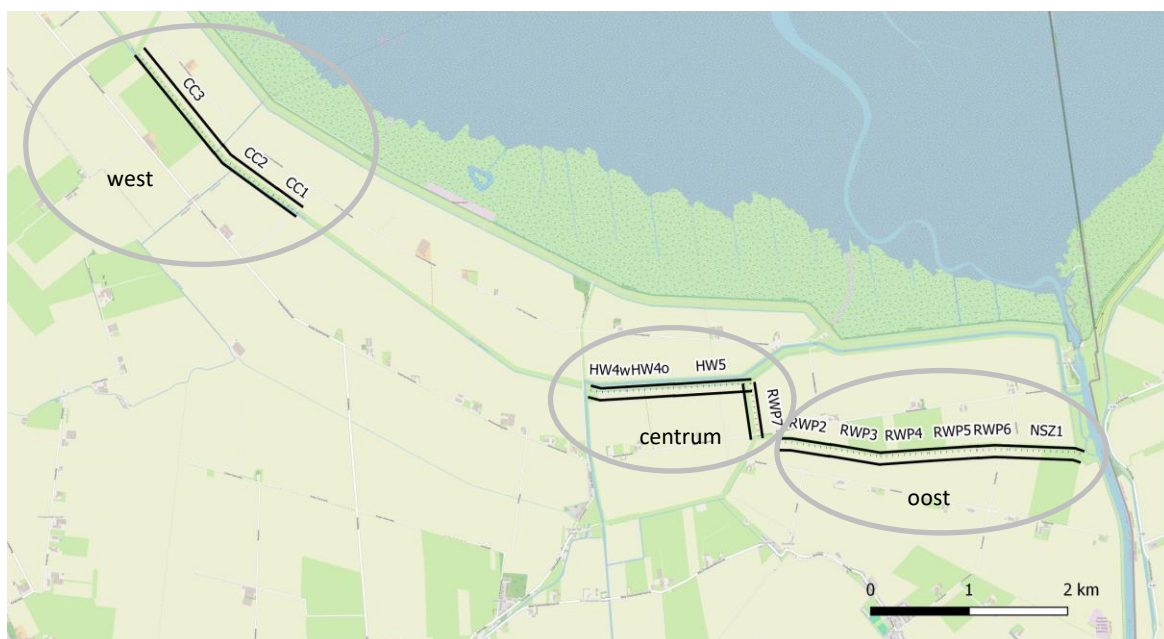 CC3
CC2
CC1
west
HW4wHW4o
HW5
RWP7
centrum
RWP2
RWP3
RWP4
RWP5
RWP6
NSZ1
oost
0 1 2 km